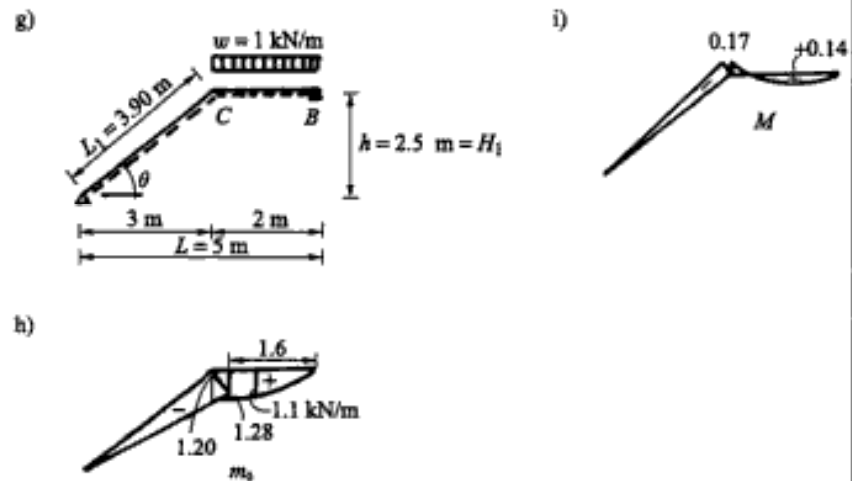 g)
w = 1 kN/m
L₁ = 3.90 m
C
B
h = 2.5 m = H₁
θ
3 m
2 m
L = 5 m
i)
0.17
+0.14
−
M
h)
1.6
+
−
1.1 kN/m
1.28
1.20